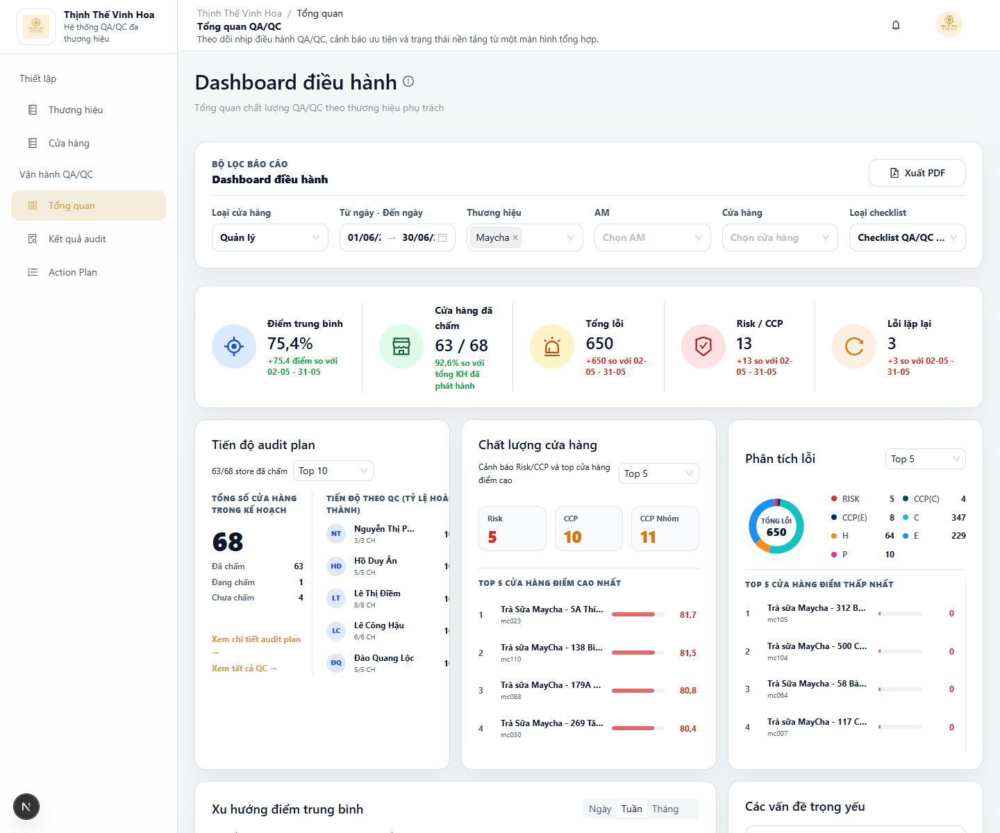 Thịnh Thế Vinh Hoa
Hệ thống QA/QC đa
thương hiệu
Thiết lập
Thương hiệu
Cửa hàng
Vận hành QA/QC
Tổng quan
Kết quả audit
Action Plan
Thịnh Thế Vinh Hoa / Tổng quan
Tổng quan QA/QC
Theo dõi nhịp điều hành QA/QC, cảnh báo ưu tiên và trạng thái nền tảng từ một màn hình tổng hợp.
Dashboard điều hành
Tổng quan chất lượng QA/QC theo thương hiệu phụ trách
BỘ LỌC BÁO CÁO
Dashboard điều hành
Xuất PDF
Loại cửa hàng
Quản lý
Từ ngày - Đến ngày
01/06/2 → 30/06/2
Thương hiệu
Maycha ×
AM
Chọn AM
Cửa hàng
Chọn cửa hàng
Loại checklist
Checklist QA/QC ...
Điểm trung bình
75,4%
+75,4 điểm so với
02-05 - 31-05
Cửa hàng đã
chấm
63 / 68
92,6% so với
tổng KH đã
phát hành
Tổng lỗi
650
+650 so với 02-
05 - 31-05
Risk / CCP
13
+13 so với 02-
05 - 31-05
Lỗi lặp lại
3
+3 so với 02-05 -
31-05
Tiến độ audit plan
63/68 store đã chấm
Top 10
TỔNG SỐ CỬA HÀNG
TRONG KẾ HOẠCH
68
Đã chấm 63
Đang chấm 1
Chưa chấm 4
Xem chi tiết audit plan
→
Xem tất cả QC →
TIẾN ĐỘ THEO QC (TỶ LỆ HOÀ
THÀNH)
NT Nguyễn Thị P... 10
3/3 CH
HD Hồ Duy Ân 10
5/5 CH
LT Lê Thị Điềm 10
8/8 CH
LC Lê Công Hậu 10
6/6 CH
ĐQ Đào Quang Lộc 10
5/5 CH
Chất lượng cửa hàng
Cảnh báo Risk/CCP và top cửa hàng
điểm cao
Top 5
Risk
5
CCP
10
CCP Nhóm
11
TOP 5 CỬA HÀNG ĐIỂM CAO NHẤT
1 Trà Sữa Maycha - 5A Thí... 81,7
mc023
2 Trà sữa MayCha - 138 Bì... 81,5
mc110
3 Trà sữa MayCha - 179A ... 80,8
mc088
4 Trà Sữa Maycha - 269 Tâ... 80,4
mc030
Phân tích lỗi
Top 5
TỔNG LỖI
650
RISK 5 CCP(C) 4
CCP(E) 8 C 347
H 64 E 229
P 10
TOP 5 CỬA HÀNG ĐIỂM THẤP NHẤT
1 Trà sữa Maycha - 312 B... 0
mc105
2 Trà sữa MayCha - 500 C... 0
mc104
3 Trà Sữa Maycha - 58 Bà... 0
mc064
4 Trà sữa MayCha - 117 C... 0
mc007
Xu hướng điểm trung bình
Ngày Tuần Tháng
Các vấn đề trọng yếu
N